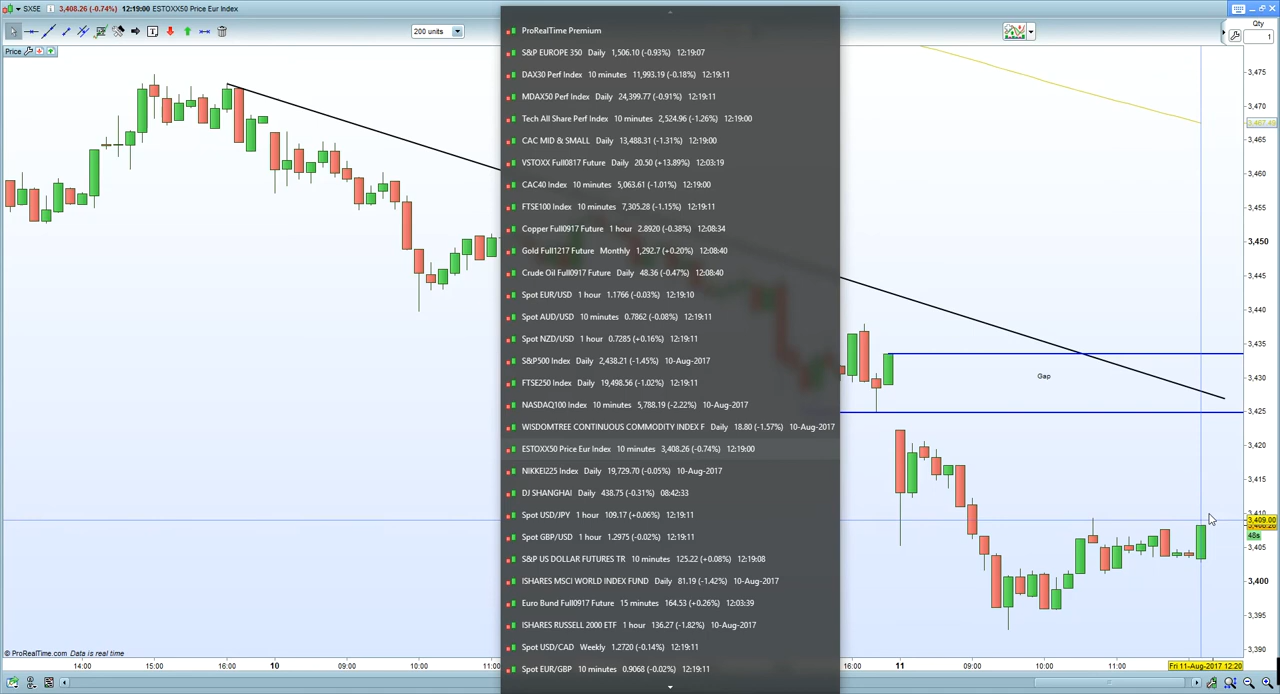 SX5E 3,408.26 (-0.74%) 12:19:00 ESTOXX50 Price Eur Index
200 units
Qty
1
Price
ProRealTime Premium
S&P EUROPE 350 Daily 1,506.10 (-0.93%) 12:19:07
DAX30 Perf Index 10 minutes 11,993.19 (-0.18%) 12:19:11
MDAX50 Perf Index Daily 24,399.77 (-0.91%) 12:19:11
Tech All Share Perf Index 10 minutes 2,524.96 (-1.26%) 12:19:00
CAC MID & SMALL Daily 13,488.31 (-1.31%) 12:19:00
VSTOXX Full0817 Future Daily 20.50 (+13.89%) 12:03:19
CAC40 Index 10 minutes 5,063.61 (-1.01%) 12:19:00
FTSE100 Index 10 minutes 7,305.28 (-1.15%) 12:19:11
Copper Full0917 Future 1 hour 2.8920 (-0.38%) 12:08:34
Gold Full1217 Future Monthly 1,292.7 (+0.20%) 12:08:40
Crude Oil Full0917 Future Daily 48.36 (-0.47%) 12:08:40
Spot EUR/USD 1 hour 1.1766 (-0.03%) 12:19:10
Spot AUD/USD 10 minutes 0.7862 (-0.08%) 12:19:11
Spot NZD/USD 1 hour 0.7285 (+0.16%) 12:19:11
S&P500 Index Daily 2,438.21 (-1.45%) 10-Aug-2017
FTSE250 Index Daily 19,498.56 (-1.02%) 12:19:11
NASDAQ100 Index 10 minutes 5,788.19 (-2.22%) 10-Aug-2017
WISDOMTREE CONTINUOUS COMMODITY INDEX F Daily 18.80 (-1.57%) 10-Aug-2017
ESTOXX50 Price Eur Index 10 minutes 3,408.26 (-0.74%) 12:19:00
NIKKEI225 Index Daily 19,729.70 (-0.05%) 10-Aug-2017
DJ SHANGHAI Daily 438.75 (-0.31%) 08:42:33
Spot USD/JPY 1 hour 109.17 (+0.06%) 12:19:11
Spot GBP/USD 1 hour 1.2975 (-0.02%) 12:19:11
S&P US DOLLAR FUTURES TR 10 minutes 125.22 (+0.08%) 12:19:08
ISHARES MSCI WORLD INDEX FUND Daily 81.19 (-1.42%) 10-Aug-2017
Euro Bund Full0917 Future 15 minutes 164.53 (+0.26%) 12:03:39
ISHARES RUSSELL 2000 ETF 1 hour 136.27 (-1.82%) 10-Aug-2017
Spot USD/CAD Weekly 1.2720 (-0.14%) 12:19:11
Spot EUR/GBP 10 minutes 0.9068 (-0.02%) 12:19:11
Gap
3,475
3,470
3,467.49
3,465
3,460
3,455
3,450
3,445
3,440
3,435
3,430
3,425
3,420
3,415
3,410
3,409.00
48s
3,405
3,400
3,395
3,390
© ProRealTime.com Data is real time
14:00 15:00 16:00 10 09:00 10:00 11:00 16:00 11 09:00 10:00 11:00 Fri 11-Aug-2017 12:20